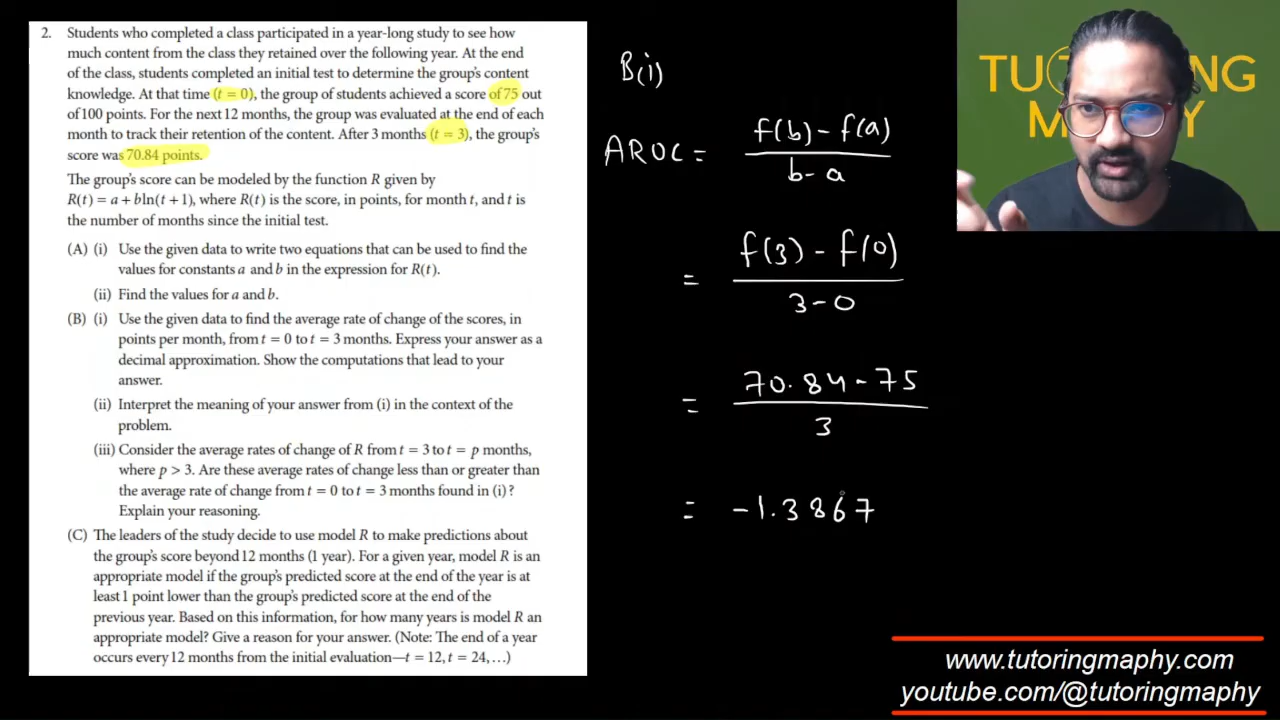 2. Students who completed a class participated in a year-long study to see how
much content from the class they retained over the following year. At the end
of the class, students completed an initial test to determine the group's content
knowledge. At that time (t = 0), the group of students achieved a score of 75 out
of 100 points. For the next 12 months, the group was evaluated at the end of each
month to track their retention of the content. After 3 months (t = 3), the group's
score was 70.84 points.
The group's score can be modeled by the function R given by
R(t) = a + bln(t + 1), where R(t) is the score, in points, for month t, and t is
the number of months since the initial test.
(A) (i) Use the given data to write two equations that can be used to find the
values for constants a and b in the expression for R(t).
(ii) Find the values for a and b.
(B) (i) Use the given data to find the average rate of change of the scores, in
points per month, from t = 0 to t = 3 months. Express your answer as a
decimal approximation. Show the computations that lead to your
answer.
(ii) Interpret the meaning of your answer from (i) in the context of the
problem.
(iii) Consider the average rates of change of R from t = 3 to t = p months,
where p > 3. Are these average rates of change less than or greater than
the average rate of change from t = 0 to t = 3 months found in (i)?
Explain your reasoning.
(C) The leaders of the study decide to use model R to make predictions about
the group's score beyond 12 months (1 year). For a given year, model R is an
appropriate model if the group's predicted score at the end of the year is at
least 1 point lower than the group's predicted score at the end of the
previous year. Based on this information, for how many years is model R an
appropriate model? Give a reason for your answer. (Note: The end of a year
occurs every 12 months from the initial evaluation—t = 12, t = 24, …)
B(i)
AROC = f(b) - f(a)
b - a
= f(3) - f(0)
3 - 0
= 70.84 - 75
3
= -1.3867
www.tutoringmaphy.com
youtube.com/@tutoringmaphy